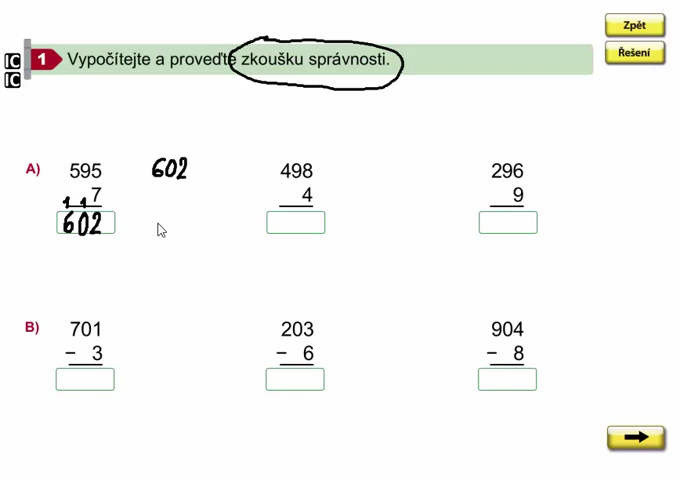 Zpět
Řešení
1 Vypočítejte a proveďte zkoušku správnosti.
A) 595 602 498 296
7 4 9
1 1
602
B) 701 203 904
− 3 − 6 − 8